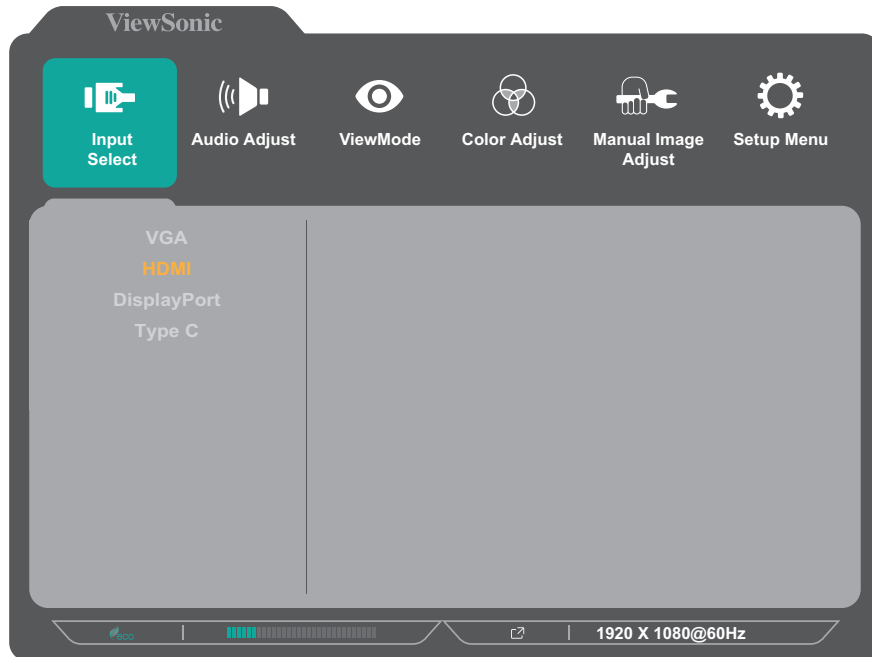 ViewSonic
Input
Select
Audio Adjust
ViewMode
Color Adjust
Manual Image
Adjust
Setup Menu
VGA
HDMI
DisplayPort
Type C
eco
1920 X 1080@60Hz